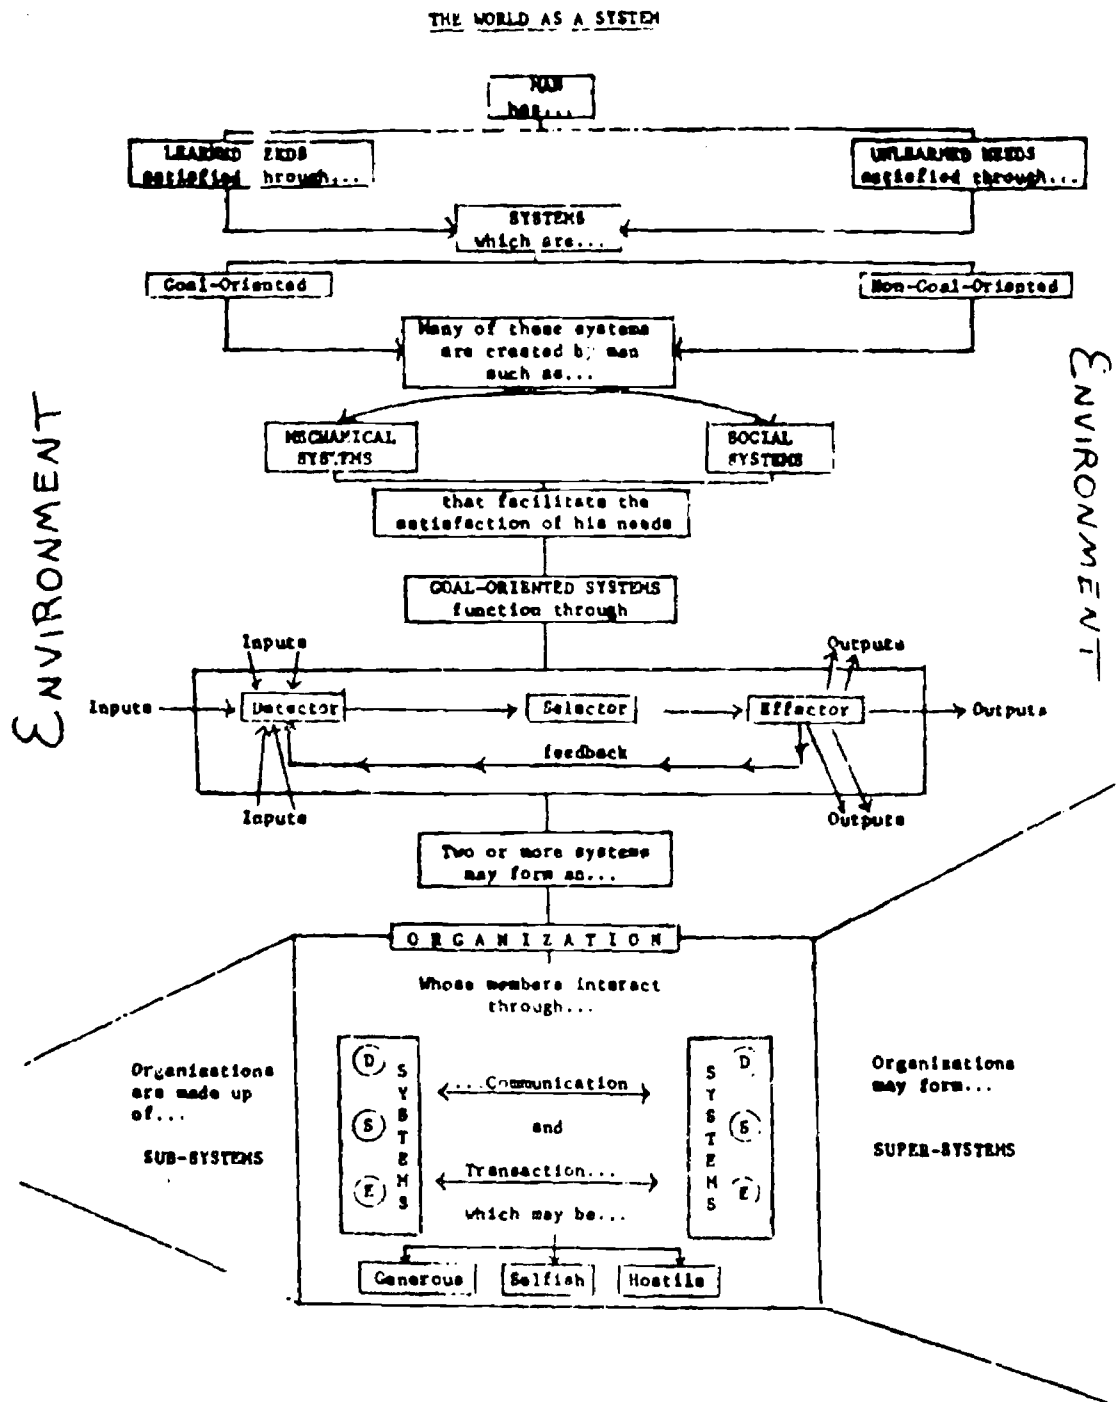 THE WORLD AS A SYSTEM
MAN
has...
LEARNED EEDS
satisfied hrough...
UNLEARNED NEEDS
satisfied through...
SYSTEMS
which are...
Goal-Oriented
Non-Goal-Oriented
Many of these systems
are created by man
such as...
MECHANICAL
SYSTEMS
SOCIAL
SYSTEMS
that facilitate the
satisfaction of his needs
GOAL-ORIENTED SYSTEMS
function through
ENVIRONMENT
ENVIRONMENT
Inputs
Outputs
Inputs
Detector
Selector
Effector
Outputs
feedback
Inputs
Outputs
Two or more systems
may form an...
ORGANIZATION
Whose members interact
through...
Organizations
are made up
of...
SUB-SYSTEMS
D
S
E
SYSTEMS
...Communication
and
Transaction...
which may be...
SYSTEMS
D
S
E
Organizations
may form...
SUPER-SYSTEMS
Generous
Selfish
Hostile